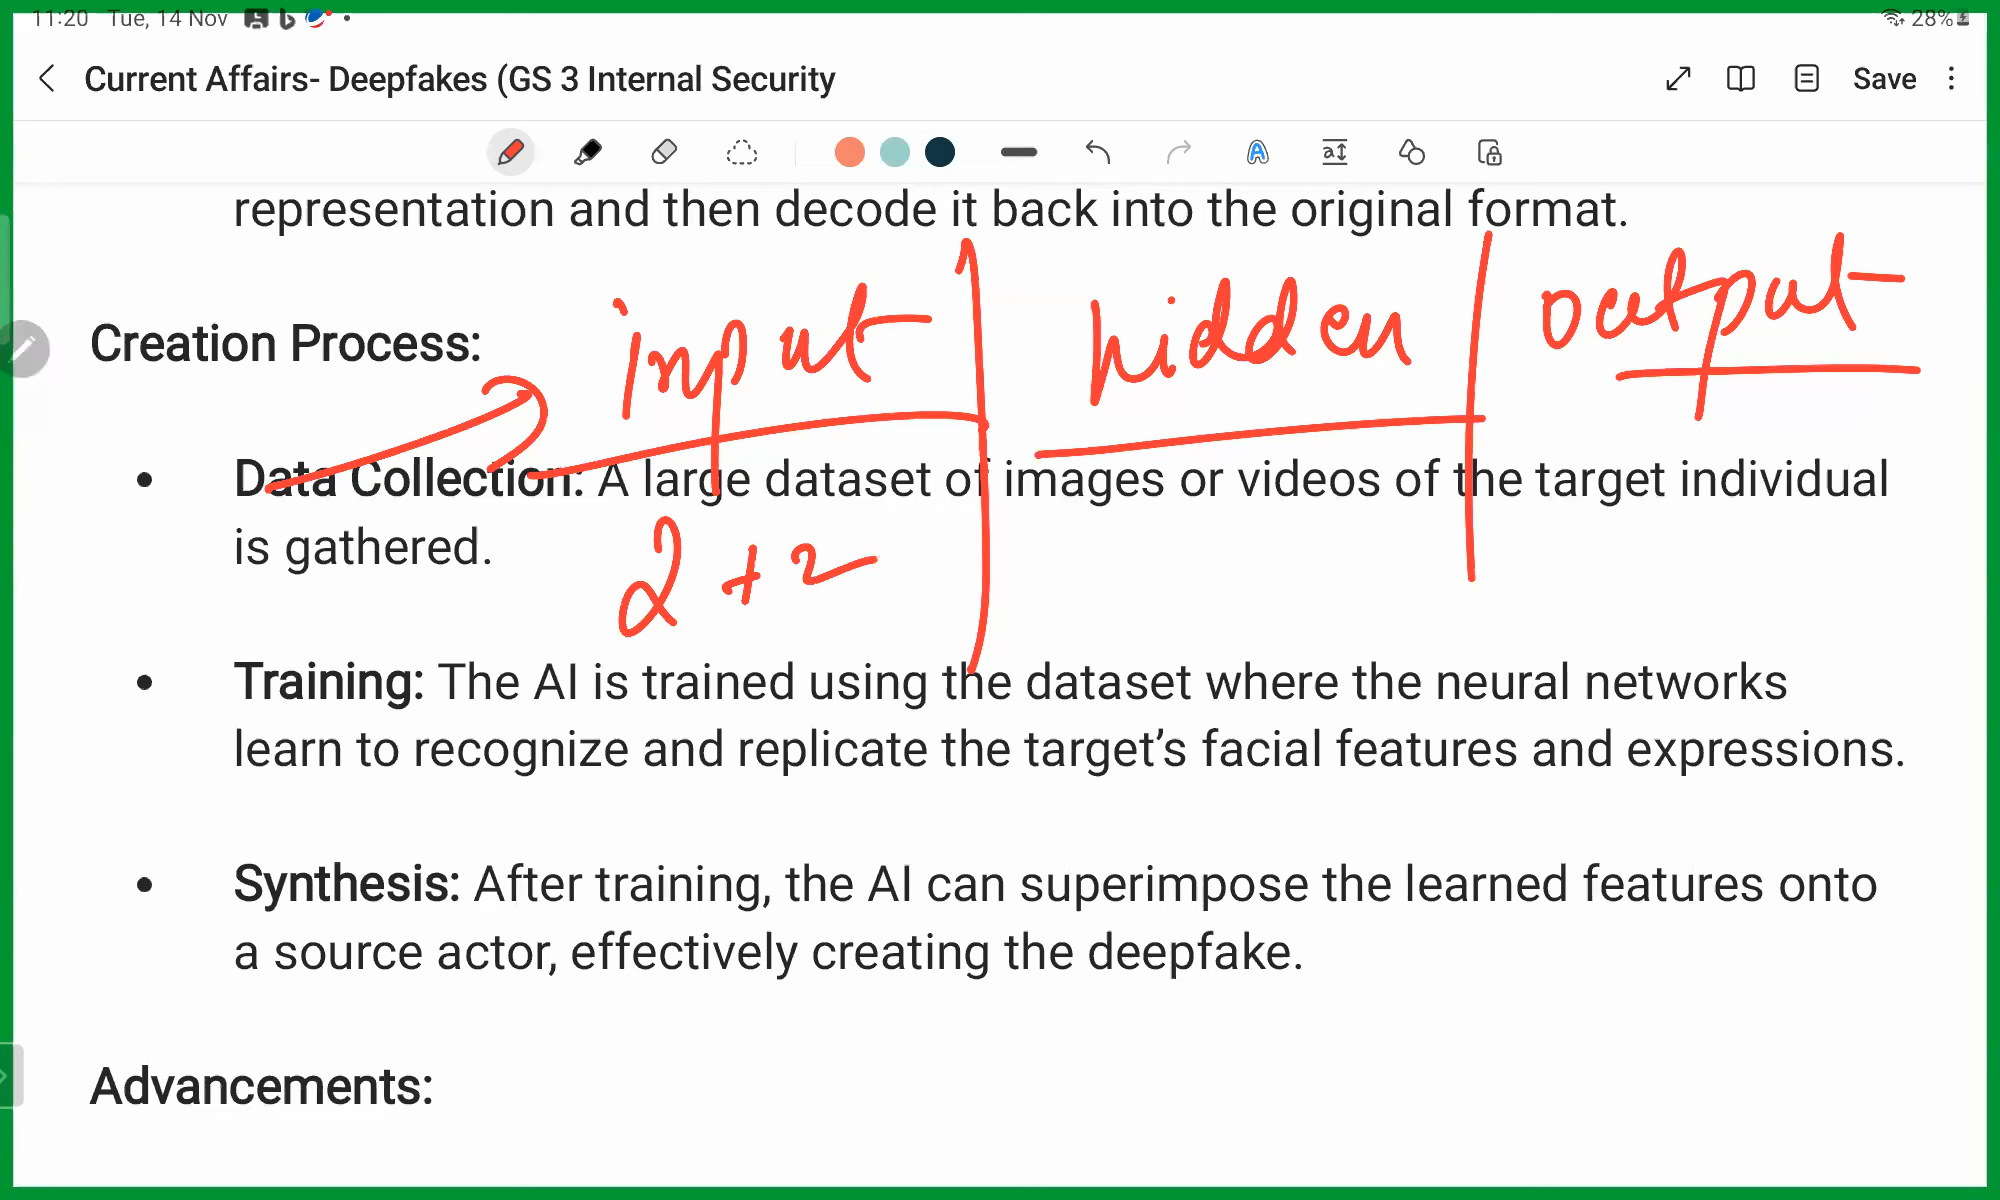 11:20 Tue, 14 Nov
28%
Current Affairs- Deepfakes (GS 3 Internal Security
Save
representation and then decode it back into the original format.
input hidden output
Creation Process:
• Data Collection: A large dataset of images or videos of the target individual
is gathered.
2 + 2
• Training: The AI is trained using the dataset where the neural networks
learn to recognize and replicate the target’s facial features and expressions.
• Synthesis: After training, the AI can superimpose the learned features onto
a source actor, effectively creating the deepfake.
Advancements: